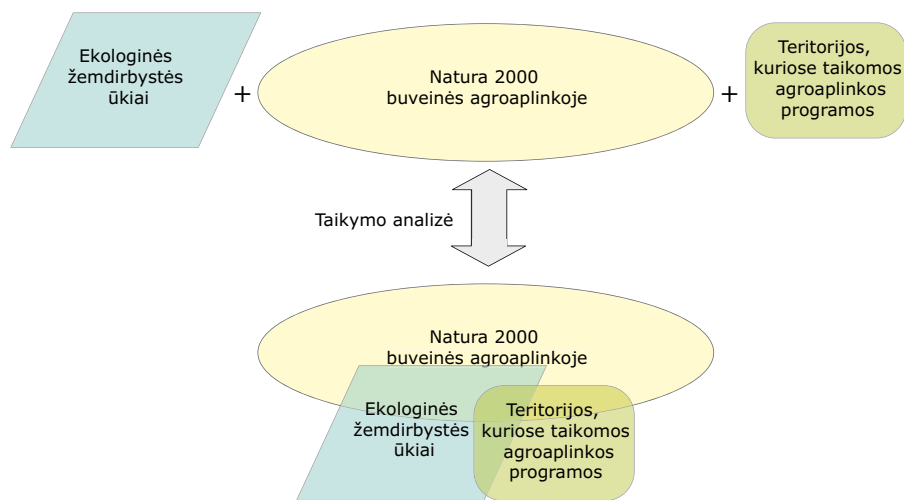 Ekologinės
žemdirbystės
ūkiai
+
Natura 2000
buveinės agroaplinkoje
+
Teritorijos,
kuriose taikomos
agroaplinkos
programos
Taikymo analizė
Natura 2000
buveinės agroaplinkoje
Ekologinės
žemdirbystės
ūkiai
Teritorijos,
kuriose taikomos
agroaplinkos
programos